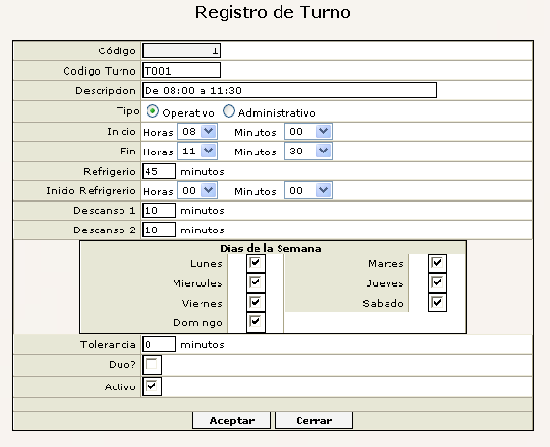 Registro de Turno
Código 1
Codigo Turno T001
Descripcion De 08:00 a 11:30
Tipo Operativo Administrativo
Inicio Horas 08 Minutos 00
Fin Horas 11 Minutos 30
Refrigerio 45 minutos
Inicio Refrigrerio Horas 00 Minutos 00
Descanso 1 10 minutos
Descanso 2 10 minutos
Dias de la Semana
Lunes Martes
Miercoles Jueves
Viernes Sabado
Domingo
Tolerancia 0 minutos
Duo?
Activo
Aceptar Cerrar